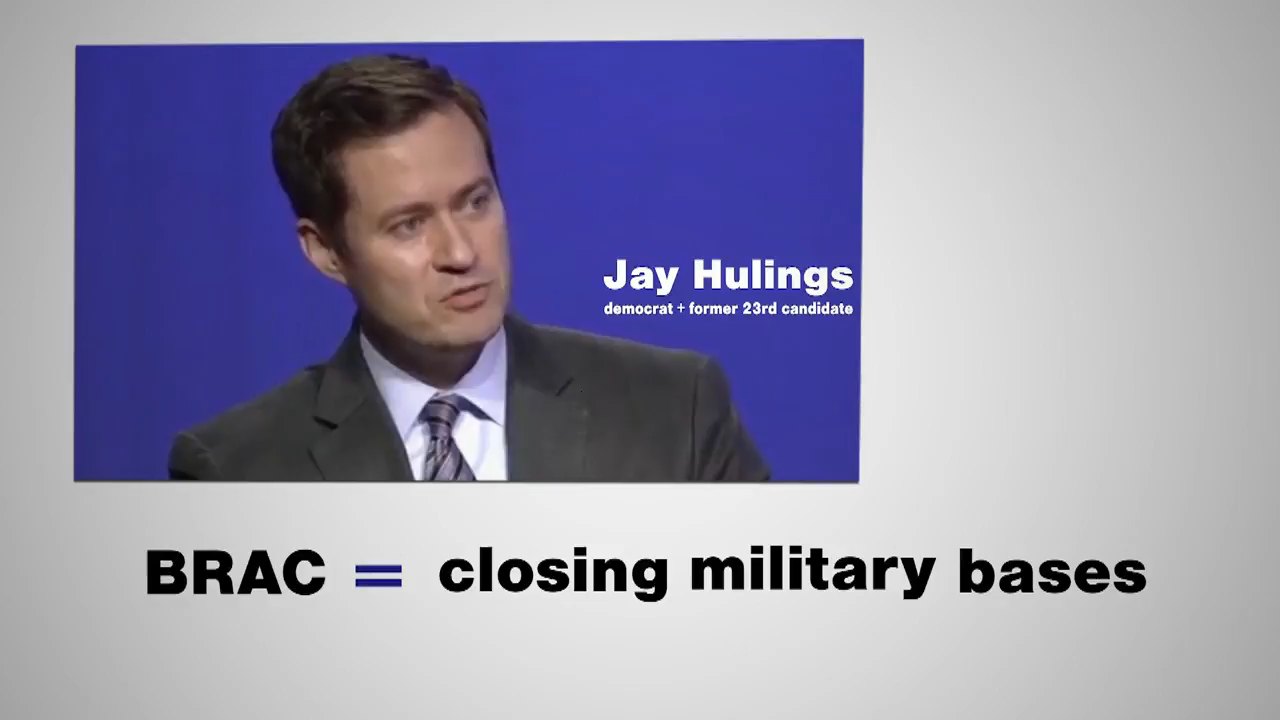 Jay Hulings
democrat + former 23rd candidate
BRAC = closing military bases